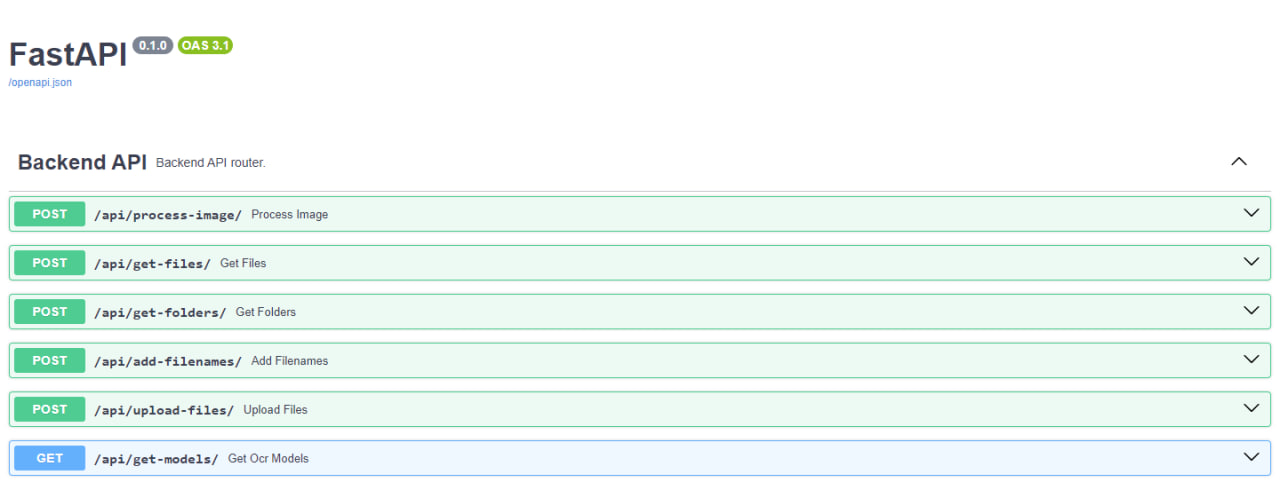 FastAPI 0.1.0 OAS 3.1
/openapi.json
Backend API Backend API router.
POST /api/process-image/ Process Image
POST /api/get-files/ Get Files
POST /api/get-folders/ Get Folders
POST /api/add-filenames/ Add Filenames
POST /api/upload-files/ Upload Files
GET /api/get-models/ Get Ocr Models